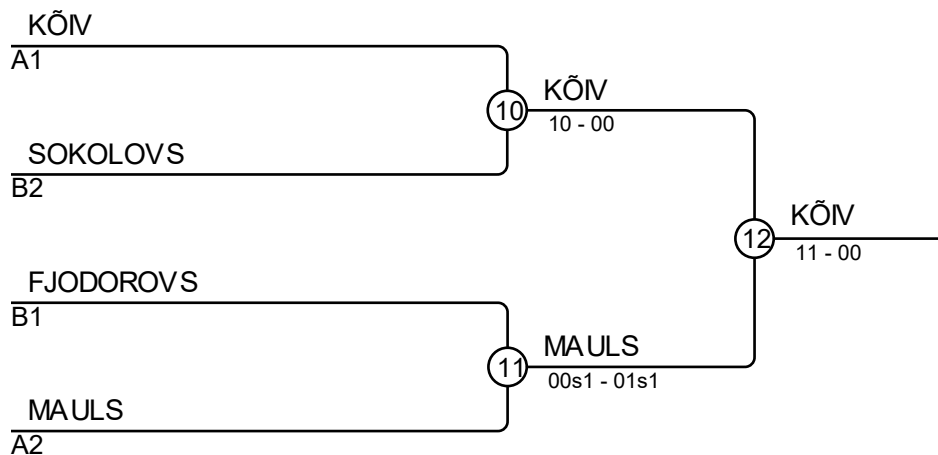 KÕIV
A1
10
KÕIV
10 - 00
SOKOLOVS
B2
12
KÕIV
11 - 00
FJODOROVS
B1
11
MAULS
00s1 - 01s1
MAULS
A2